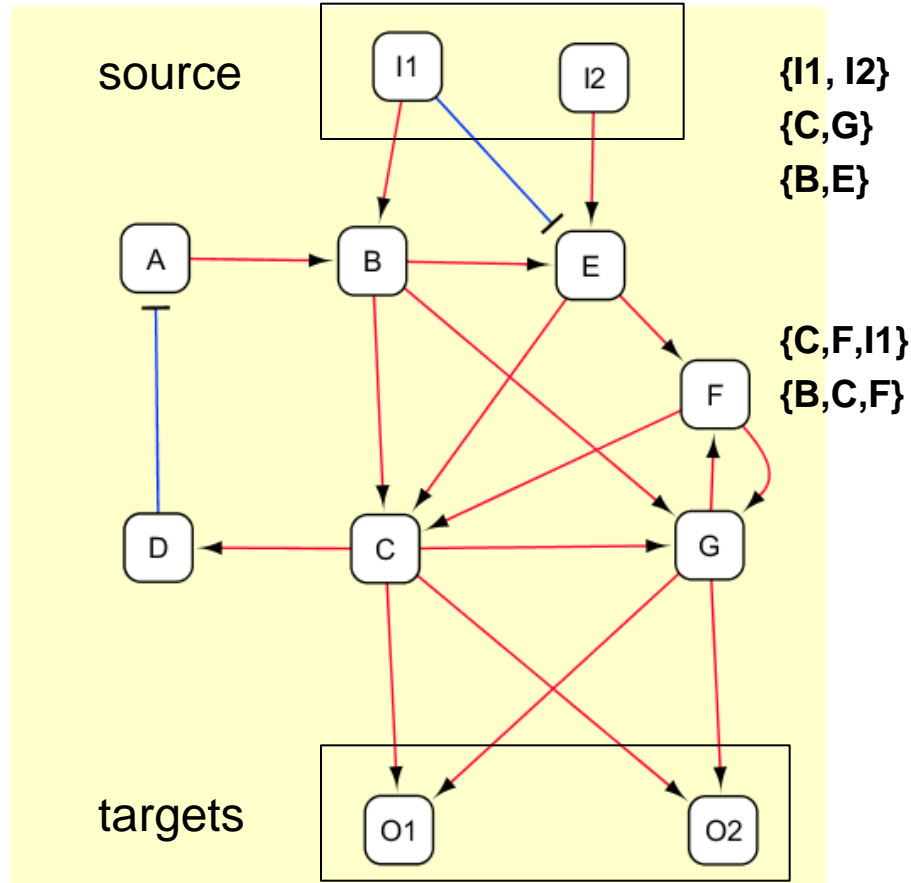 source
I1
I2
{I1, I2}
{C,G}
{B,E}
A
B
E
{C,F,I1}
{B,C,F}
F
D
C
G
targets
O1
O2